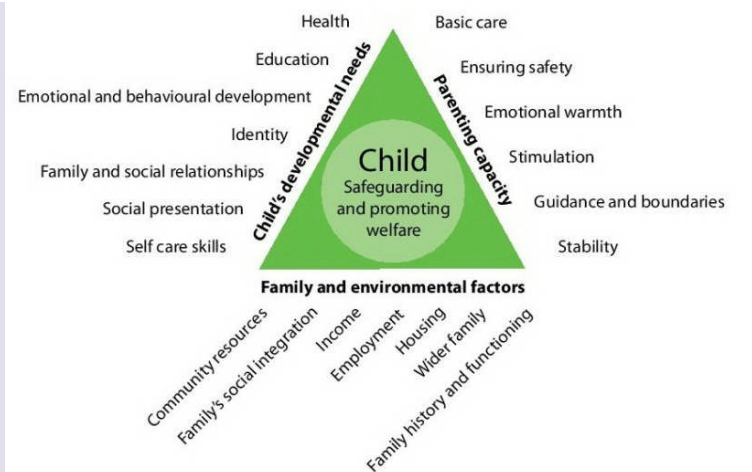 Health
Education
Emotional and behavioural development
Identity
Family and social relationships
Social presentation
Self care skills
Child's developmental needs
Child
Safeguarding
and promoting
welfare
Parenting capacity
Basic care
Ensuring safety
Emotional warmth
Stimulation
Guidance and boundaries
Stability
Family and environmental factors
Community resources
Family's social integration
Income
Employment
Housing
Wider family
Family history and functioning